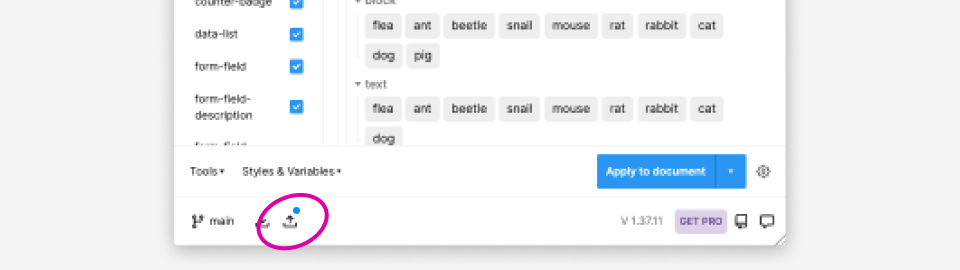 counter-badge
block
flea ant beetle snail mouse rat rabbit cat
data-list
dog pig
form-field
text
form-field-
description
flea ant beetle snail mouse rat rabbit cat
dog
Tools Styles & Variables
Apply to document
main
V 1.37.11 GET PRO